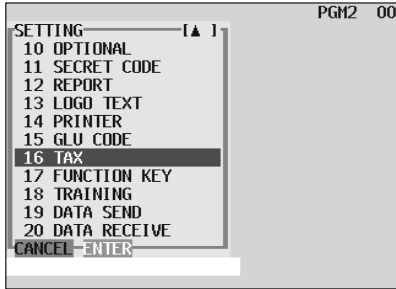 PGM2 00
SETTING [▲ ]
10 OPTIONAL
11 SECRET CODE
12 REPORT
13 LOGO TEXT
14 PRINTER
15 GLU CODE
16 TAX
17 FUNCTION KEY
18 TRAINING
19 DATA SEND
20 DATA RECEIVE
CANCEL ENTER